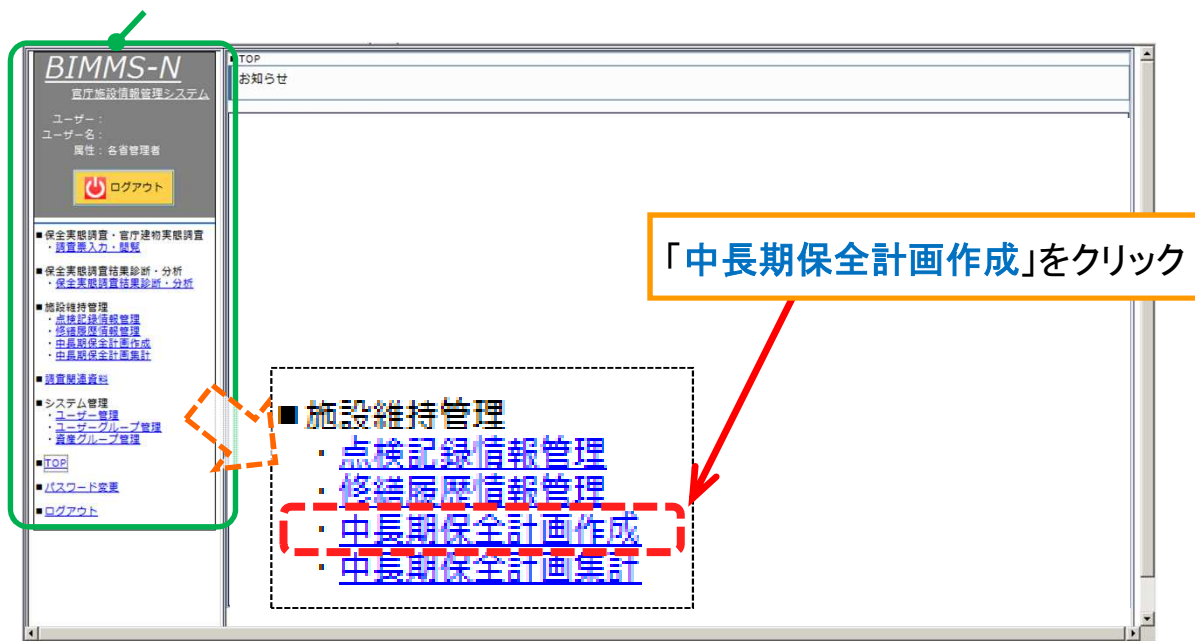 BIMMS-N
官庁施設情報管理システム
ユーザー：
ユーザー名：
属性：各省管理者
ログアウト
■保全実態調査・官庁建物実態調査
・調査票入力・閲覧
■保全実態調査結果診断・分析
・保全実態調査結果診断・分析
■施設維持管理
・点検記録情報管理
・修繕履歴情報管理
・中長期保全計画作成
・中長期保全計画集計
■調査関連資料
■システム管理
・ユーザー管理
・ユーザーグループ管理
・資産グループ管理
■TOP
■パスワード変更
■ログアウト
■TOP
お知らせ
「中長期保全計画作成」をクリック
■施設維持管理
・点検記録情報管理
・修繕履歴情報管理
・中長期保全計画作成
・中長期保全計画集計